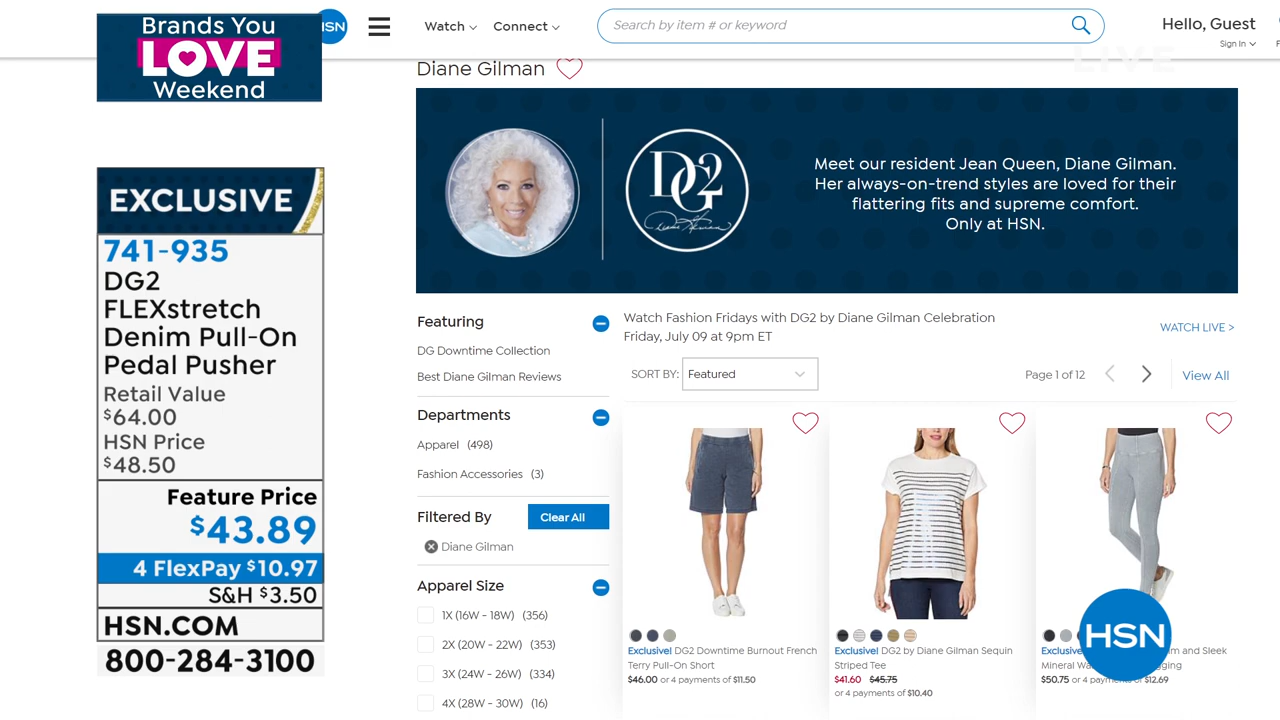 Brands You
LOVE
Weekend
HSN
Watch
Connect
Search by item # or keyword
Hello, Guest
Sign In
LIVE
Diane Gilman
DG2
Diane Gilman
Meet our resident Jean Queen, Diane Gilman.
Her always-on-trend styles are loved for their
flattering fits and supreme comfort.
Only at HSN.
EXCLUSIVE
741-935
DG2
FLEXstretch
Denim Pull-On
Pedal Pusher
Retail Value
$64.00
HSN Price
$48.50
Feature Price
$43.89
4 FlexPay $10.97
S&H $3.50
HSN.COM
800-284-3100
Featuring
DG Downtime Collection
Best Diane Gilman Reviews
Departments
Apparel (498)
Fashion Accessories (3)
Filtered By
Clear All
Diane Gilman
Apparel Size
1X (16W - 18W) (356)
2X (20W - 22W) (353)
3X (24W - 26W) (334)
4X (28W - 30W) (16)
Watch Fashion Fridays with DG2 by Diane Gilman Celebration
Friday, July 09 at 9pm ET
WATCH LIVE >
SORT BY: Featured
Page 1 of 12
View All
Exclusive! DG2 Downtime Burnout French
Terry Pull-On Short
$46.00 or 4 payments of $11.50
Exclusive! DG2 by Diane Gilman Sequin
Striped Tee
$41.60 $45.75
or 4 payments of $10.40
and Sleek
Mineral
$50.75 or 4 $12.69
HSN